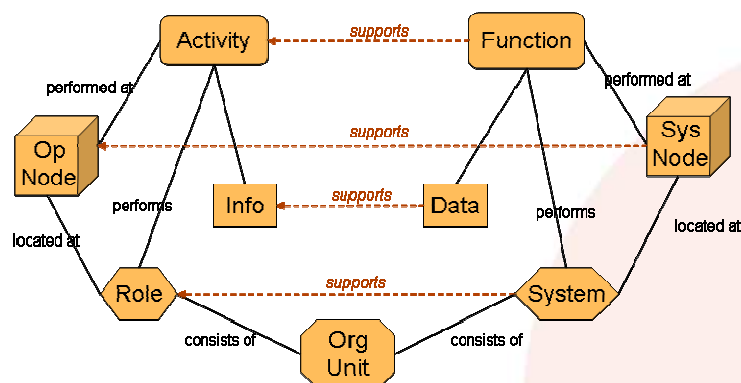 supports
Activity
Function
performed at
performed at
supports
Op
Node
Sys
Node
supports
Info
Data
performs
performs
located at
located at
supports
Role
System
consists of
consists of
Org
Unit